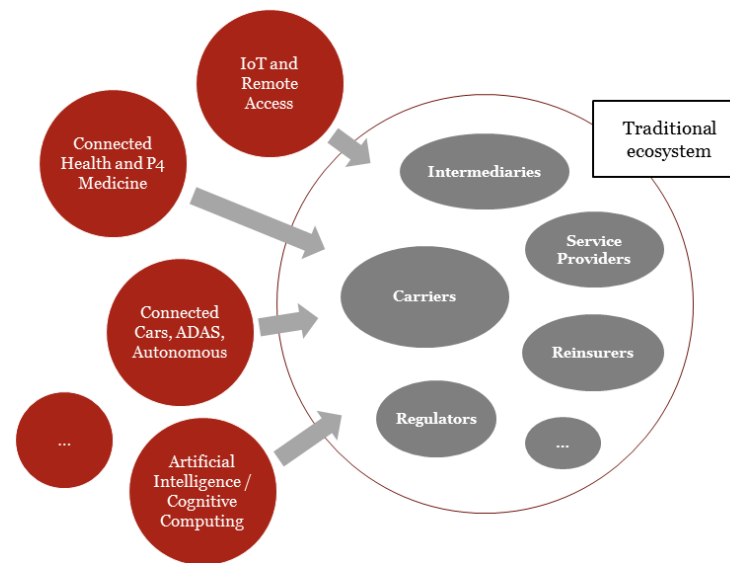 IoT and
Remote
Access
Connected
Health and P4
Medicine
Connected
Cars, ADAS,
Autonomous
...
Artificial
Intelligence /
Cognitive
Computing
Traditional
ecosystem
Intermediaries
Service
Providers
Carriers
Reinsurers
Regulators
...